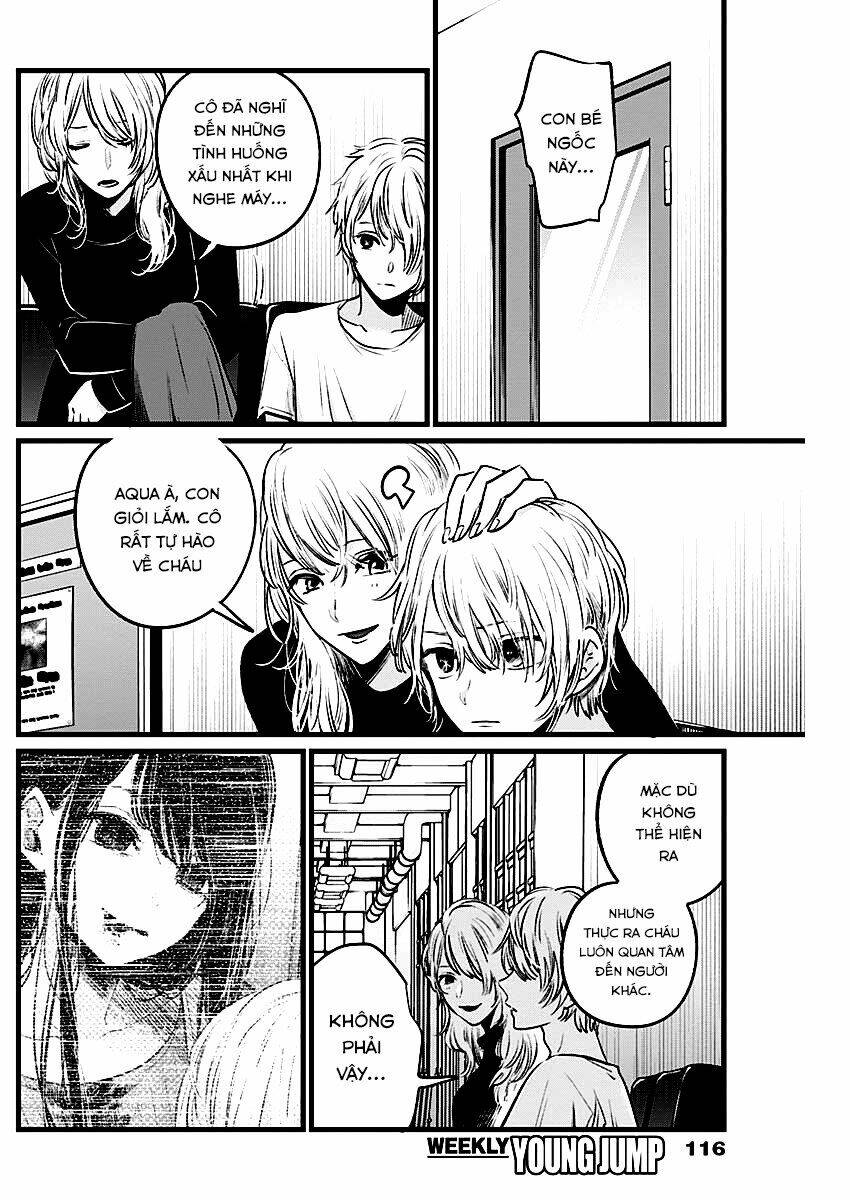 CON BÉ
NGỐC
NÀY...
CÔ ĐÃ NGHĨ
ĐẾN NHỮNG
TÌNH HUỐNG
XẤU NHẤT KHI
NGHE MÁY...
AQUA À, CON
GIỎI LẮM. CÔ
RẤT TỰ HÀO
VỀ CHÁU
MẶC DÙ
KHÔNG
THỂ HIỆN
RA
NHƯNG
THỰC RA CHÁU
LUÔN QUAN TÂM
ĐẾN NGƯỜI
KHÁC.
KHÔNG
PHẢI
VẬY...
WEEKLY YOUNG JUMP 116